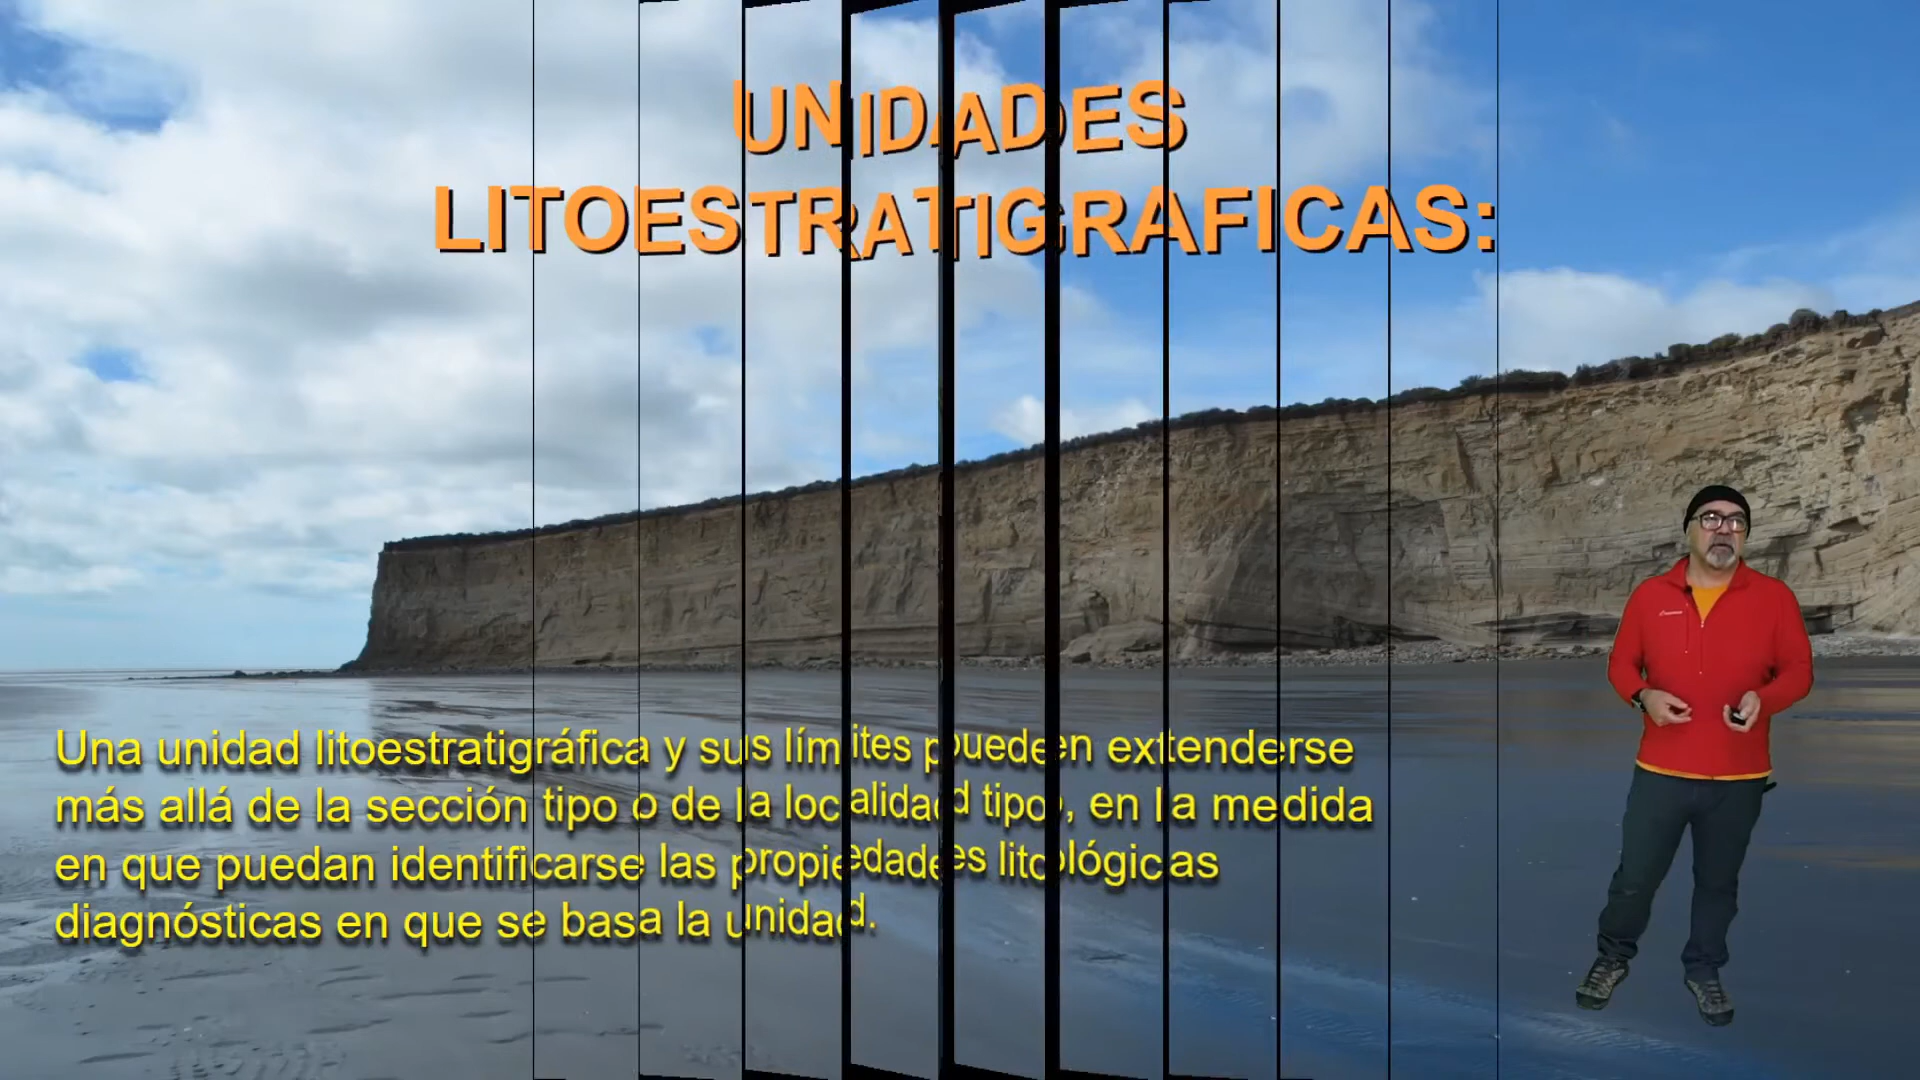 UNIDADES
LITOESTRATIGRAFICAS:
Una unidad litoestratigráfica y sus límites pueden extenderse
más allá de la sección tipo o de la localidad tipo, en la medida
en que puedan identificarse las propiedades litológicas
diagnósticas en que se basa la unidad.